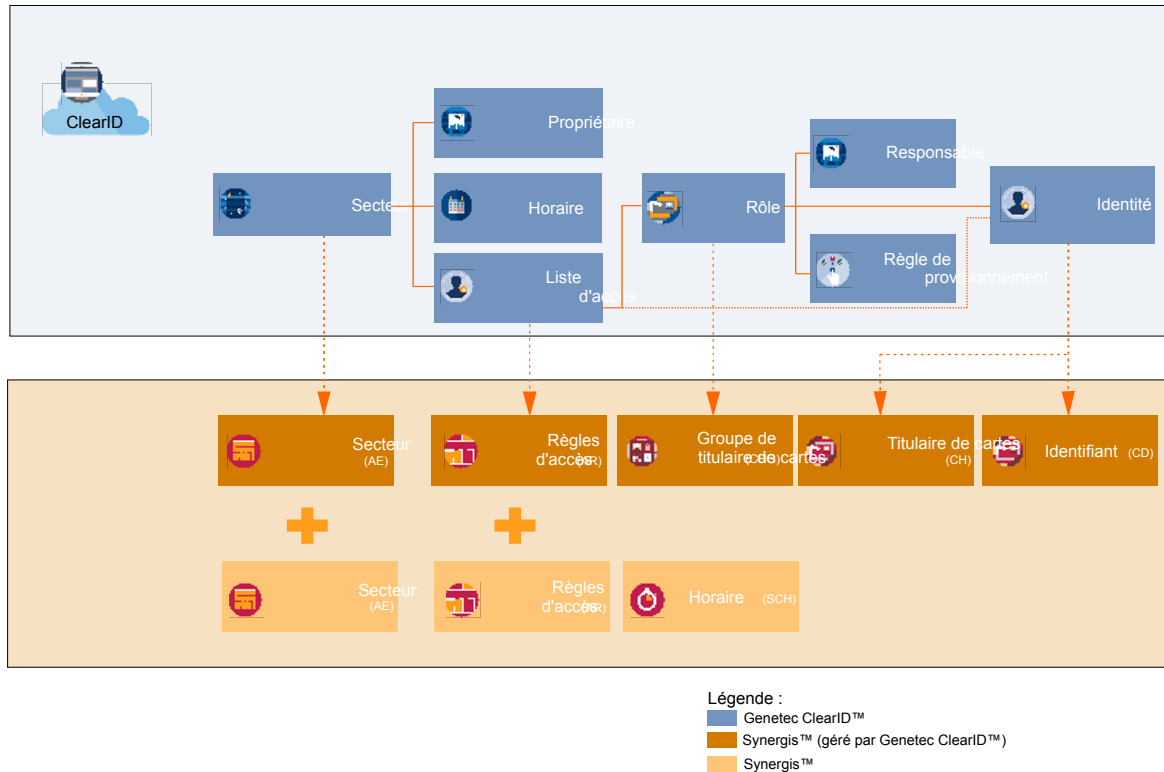 ClearID
Propriétaire
Responsable
Secteur
Horaire
Rôle
Identité
Liste
d'accès
Règle de
provisionnement
Secteur
(AE)
Règles
d'accès
Groupe de
titulaire de cartes
Titulaire de cartes
(CH)
Identifiant (CD)
Secteur
(AE)
Règles
d'accès
Horaire (SCH)
Légende :
Genetec ClearID™
Synergis™ (géré par Genetec ClearID™)
Synergis™